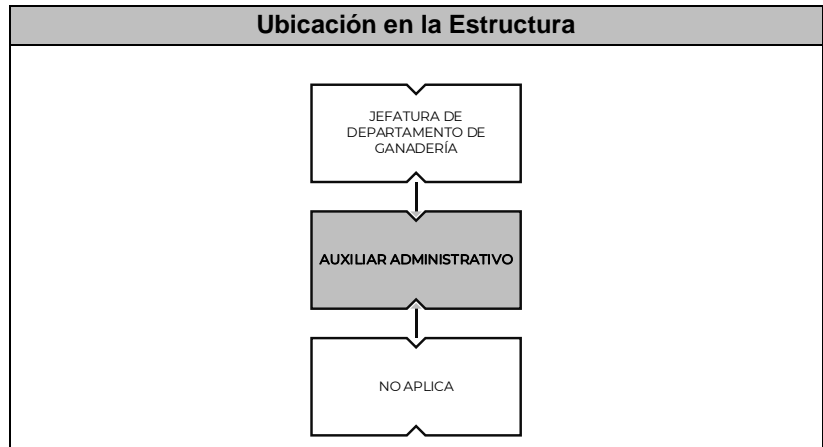 Ubicación en la Estructura
JEFATURA DE
DEPARTAMENTO DE
GANADERÍA
AUXILIAR ADMINISTRATIVO
NO APLICA